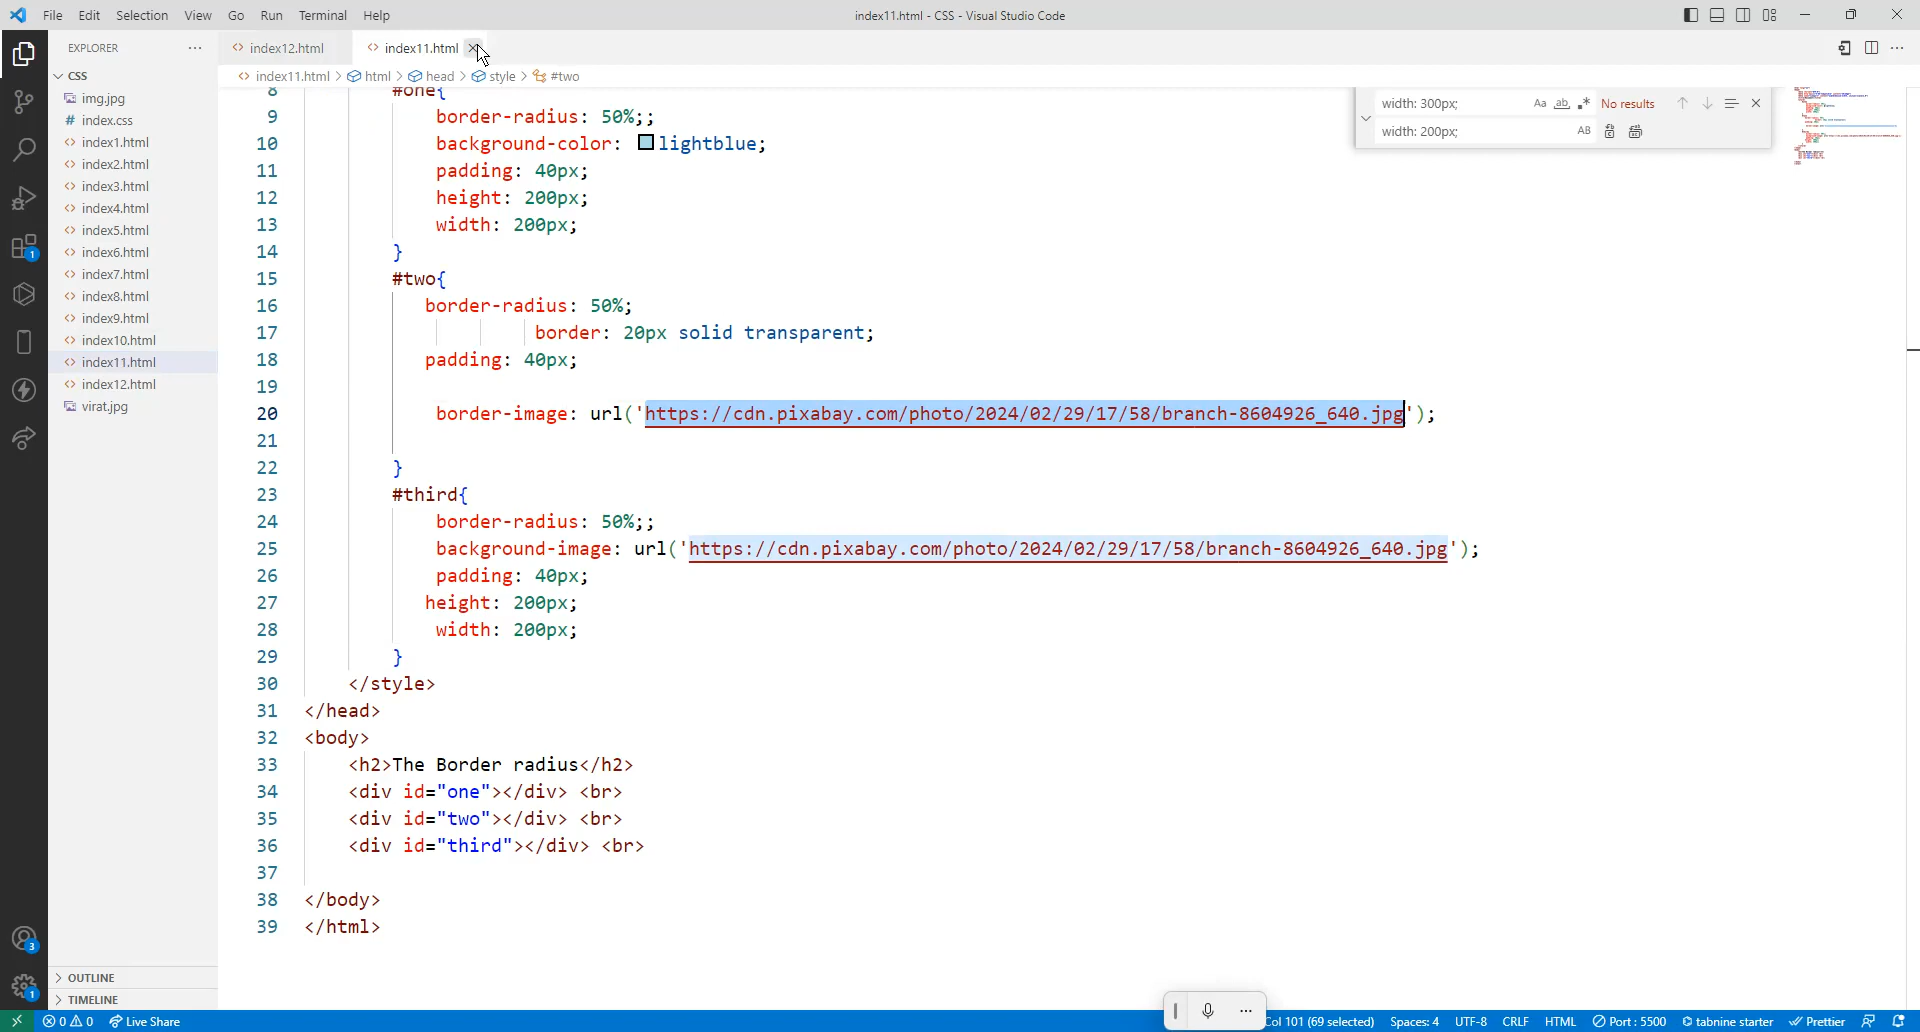 File Edit Selection View Go Run Terminal Help
index11.html - CSS - Visual Studio Code
EXPLORER
CSS
img.jpg
index.css
index1.html
index2.html
index3.html
index4.html
index5.html
index6.html
index7.html
index8.html
index9.html
index10.html
index11.html
index12.html
virat.jpg
OUTLINE
TIMELINE
index12.html index11.html
index11.html > html > head > style > #two
width: 300px; Aa ab No results
width: 200px; AB
8 #one{
9 border-radius: 50%;;
10 background-color: lightblue;
11 padding: 40px;
12 height: 200px;
13 width: 200px;
14 }
15 #two{
16 border-radius: 50%;
17 border: 20px solid transparent;
18 padding: 40px;
19
20 border-image: url('https://cdn.pixabay.com/photo/2024/02/29/17/58/branch-8604926_640.jpg');
21
22 }
23 #third{
24 border-radius: 50%;;
25 background-image: url('https://cdn.pixabay.com/photo/2024/02/29/17/58/branch-8604926_640.jpg');
26 padding: 40px;
27 height: 200px;
28 width: 200px;
29 }
30 </style>
31 </head>
32 <body>
33 <h2>The Border radius</h2>
34 <div id="one"></div> <br>
35 <div id="two"></div> <br>
36 <div id="third"></div> <br>
37
38 </body>
39 </html>
1
3
1
0 0 Live Share
Col 101 (69 selected) Spaces: 4 UTF-8 CRLF HTML Port : 5500 tabnine starter Prettier